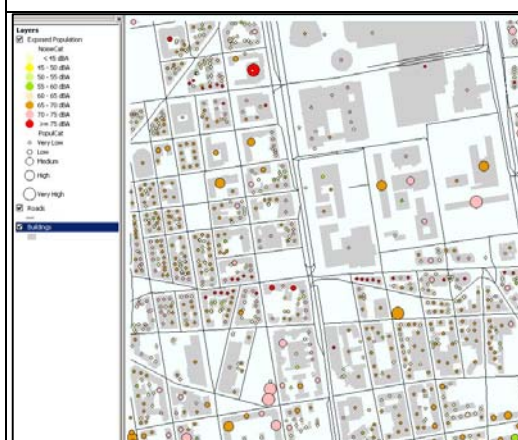 Layers
Exposed Population
NoiseCat
< 45 dBA
45 - 50 dBA
50 - 55 dBA
55 - 60 dBA
60 - 65 dBA
65 - 70 dBA
70 - 75 dBA
>= 75 dBA
PopulCat
Very Low
Low
Medium
High
Very High
Roads
Buildings